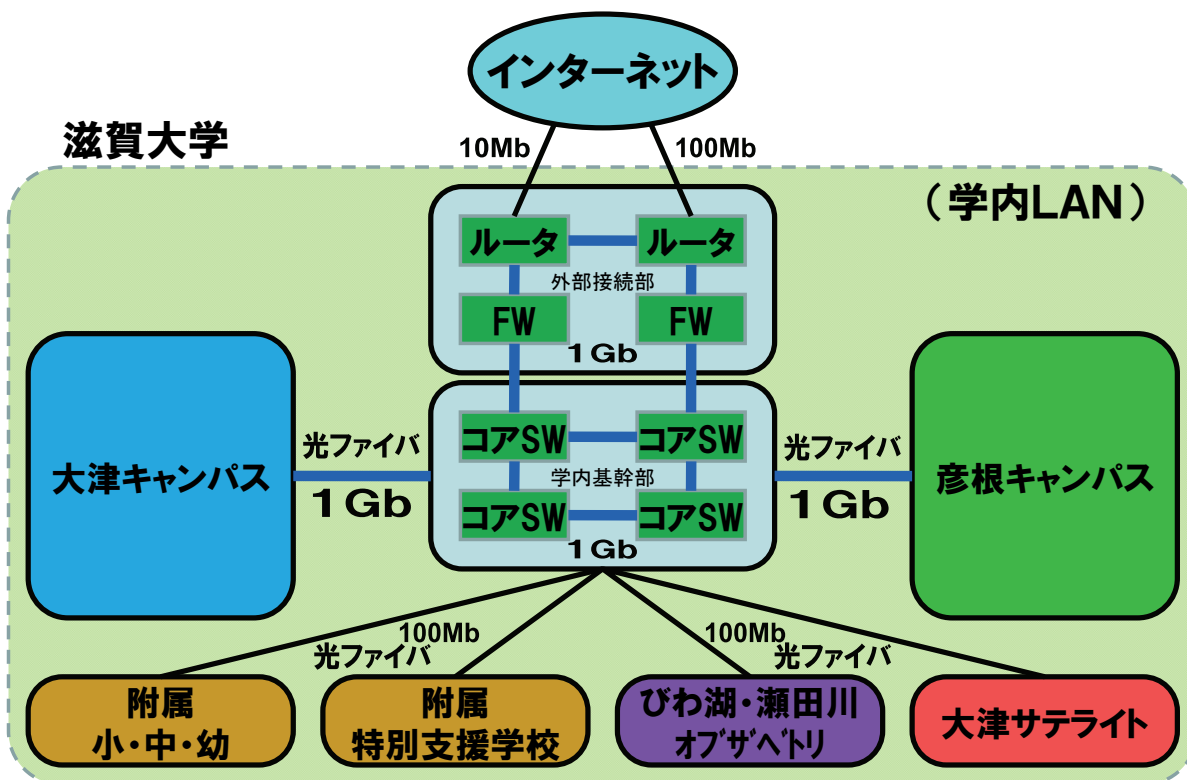 インターネット
滋賀大学
10Mb
100Mb
（学内LAN）
ルータ
ルータ
外部接続部
FW
FW
1Gb
コアSW
コアSW
光ファイバ
光ファイバ
大津キャンパス
学内基幹部
彦根キャンパス
1Gb
1Gb
コアSW
コアSW
1Gb
100Mb
100Mb
光ファイバ
光ファイバ
附属
小・中・幼
附属
特別支援学校
びわ湖・瀬田川
オブザベトリ
大津サテライト